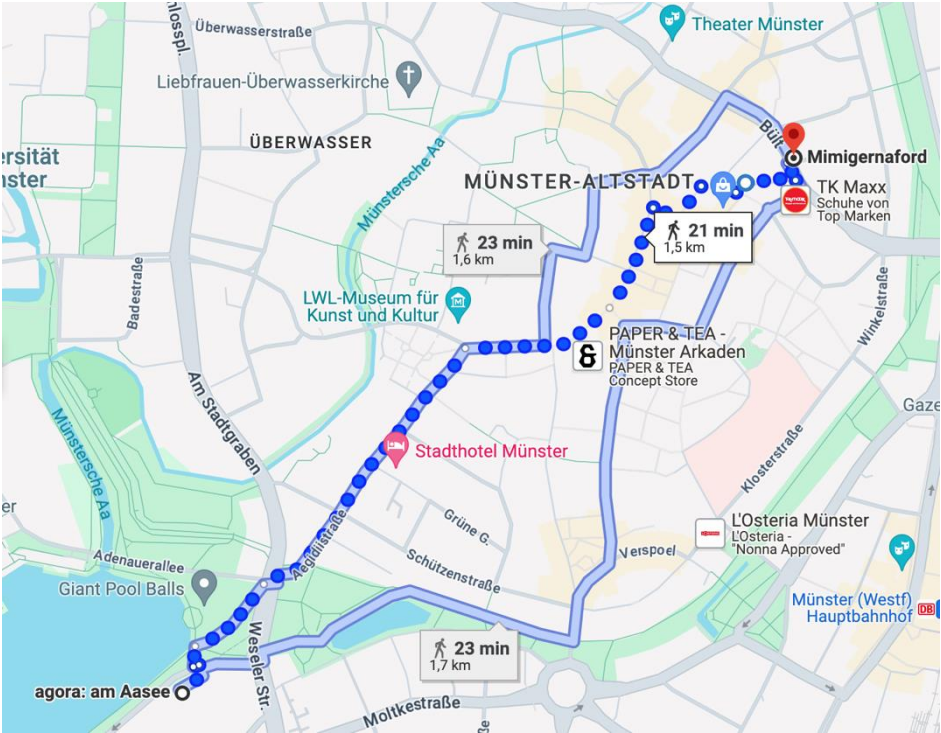 hlosspl.
Überwasserstraße
Theater Münster
Liebfrauen-Überwasserkirche
ÜBERWASSER
ersität
nster
Bült
Mimigernaford
Münstersche Aa
MÜNSTER-ALTSTADT
TK Maxx
Schuhe von
Top Marken
21 min
1,5 km
23 min
1,6 km
Badestraße
LWL-Museum für
Kunst und Kultur
Winkelstraße
PAPER & TEA -
Münster Arkaden
PAPER & TEA
Concept Store
Am Stadtgraben
Gaze
Münstersche Aa
Stadthotel Münster
Klosterstraße
er
Grüne G.
L'Osteria Münster
L'Osteria -
"Nonna Approved"
Aegidiistraße
Verspoel
Adenauerallee
Schützenstraße
Giant Pool Balls
Münster (Westf)
Hauptbahnhof
DB
Weseler Str.
23 min
1,7 km
agora: am Aasee
Moltkestraße
ße